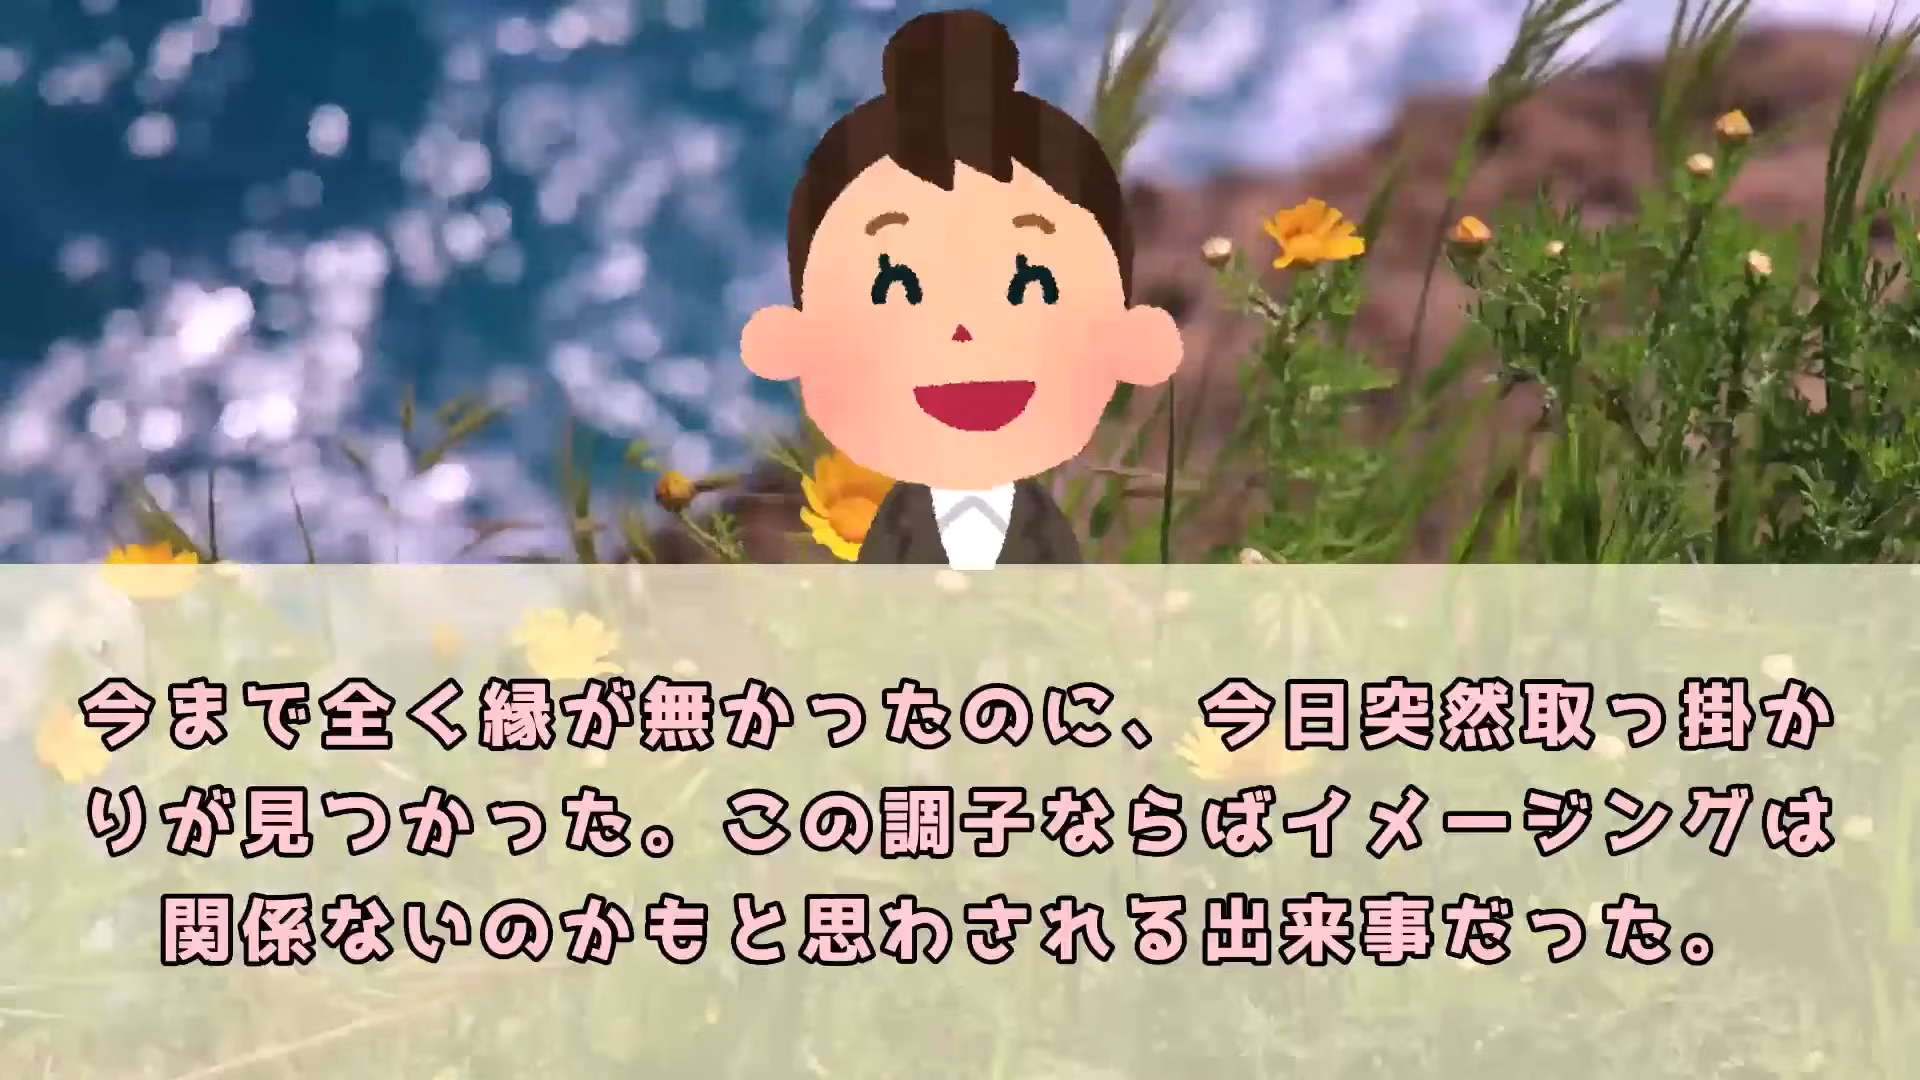 今まで全く縁が無かったのに、今日突然取っ掛か
りが見つかった。この調子ならばイメージングは
関係ないのかもと思わされる出来事だった。